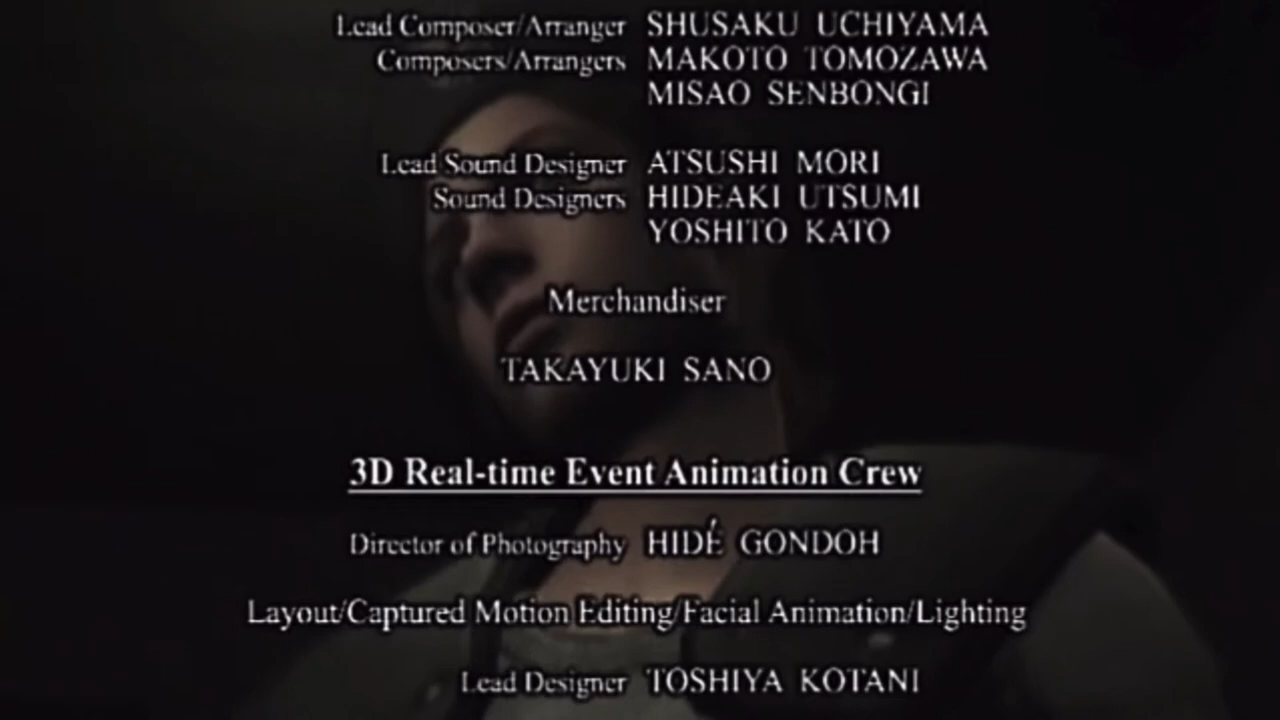 Lead Composer/Arranger SHUSAKU UCHIYAMA
Composers/Arrangers MAKOTO TOMOZAWA
MISAO SENBONGI
Lead Sound Designer ATSUSHI MORI
Sound Designers HIDEAKI UTSUMI
YOSHITO KATO
Merchandiser
TAKAYUKI SANO
3D Real-time Event Animation Crew
Director of Photography HIDÉ GONDOH
Layout/Captured Motion Editing/Facial Animation/Lighting
Lead Designer TOSHIYA KOTANI